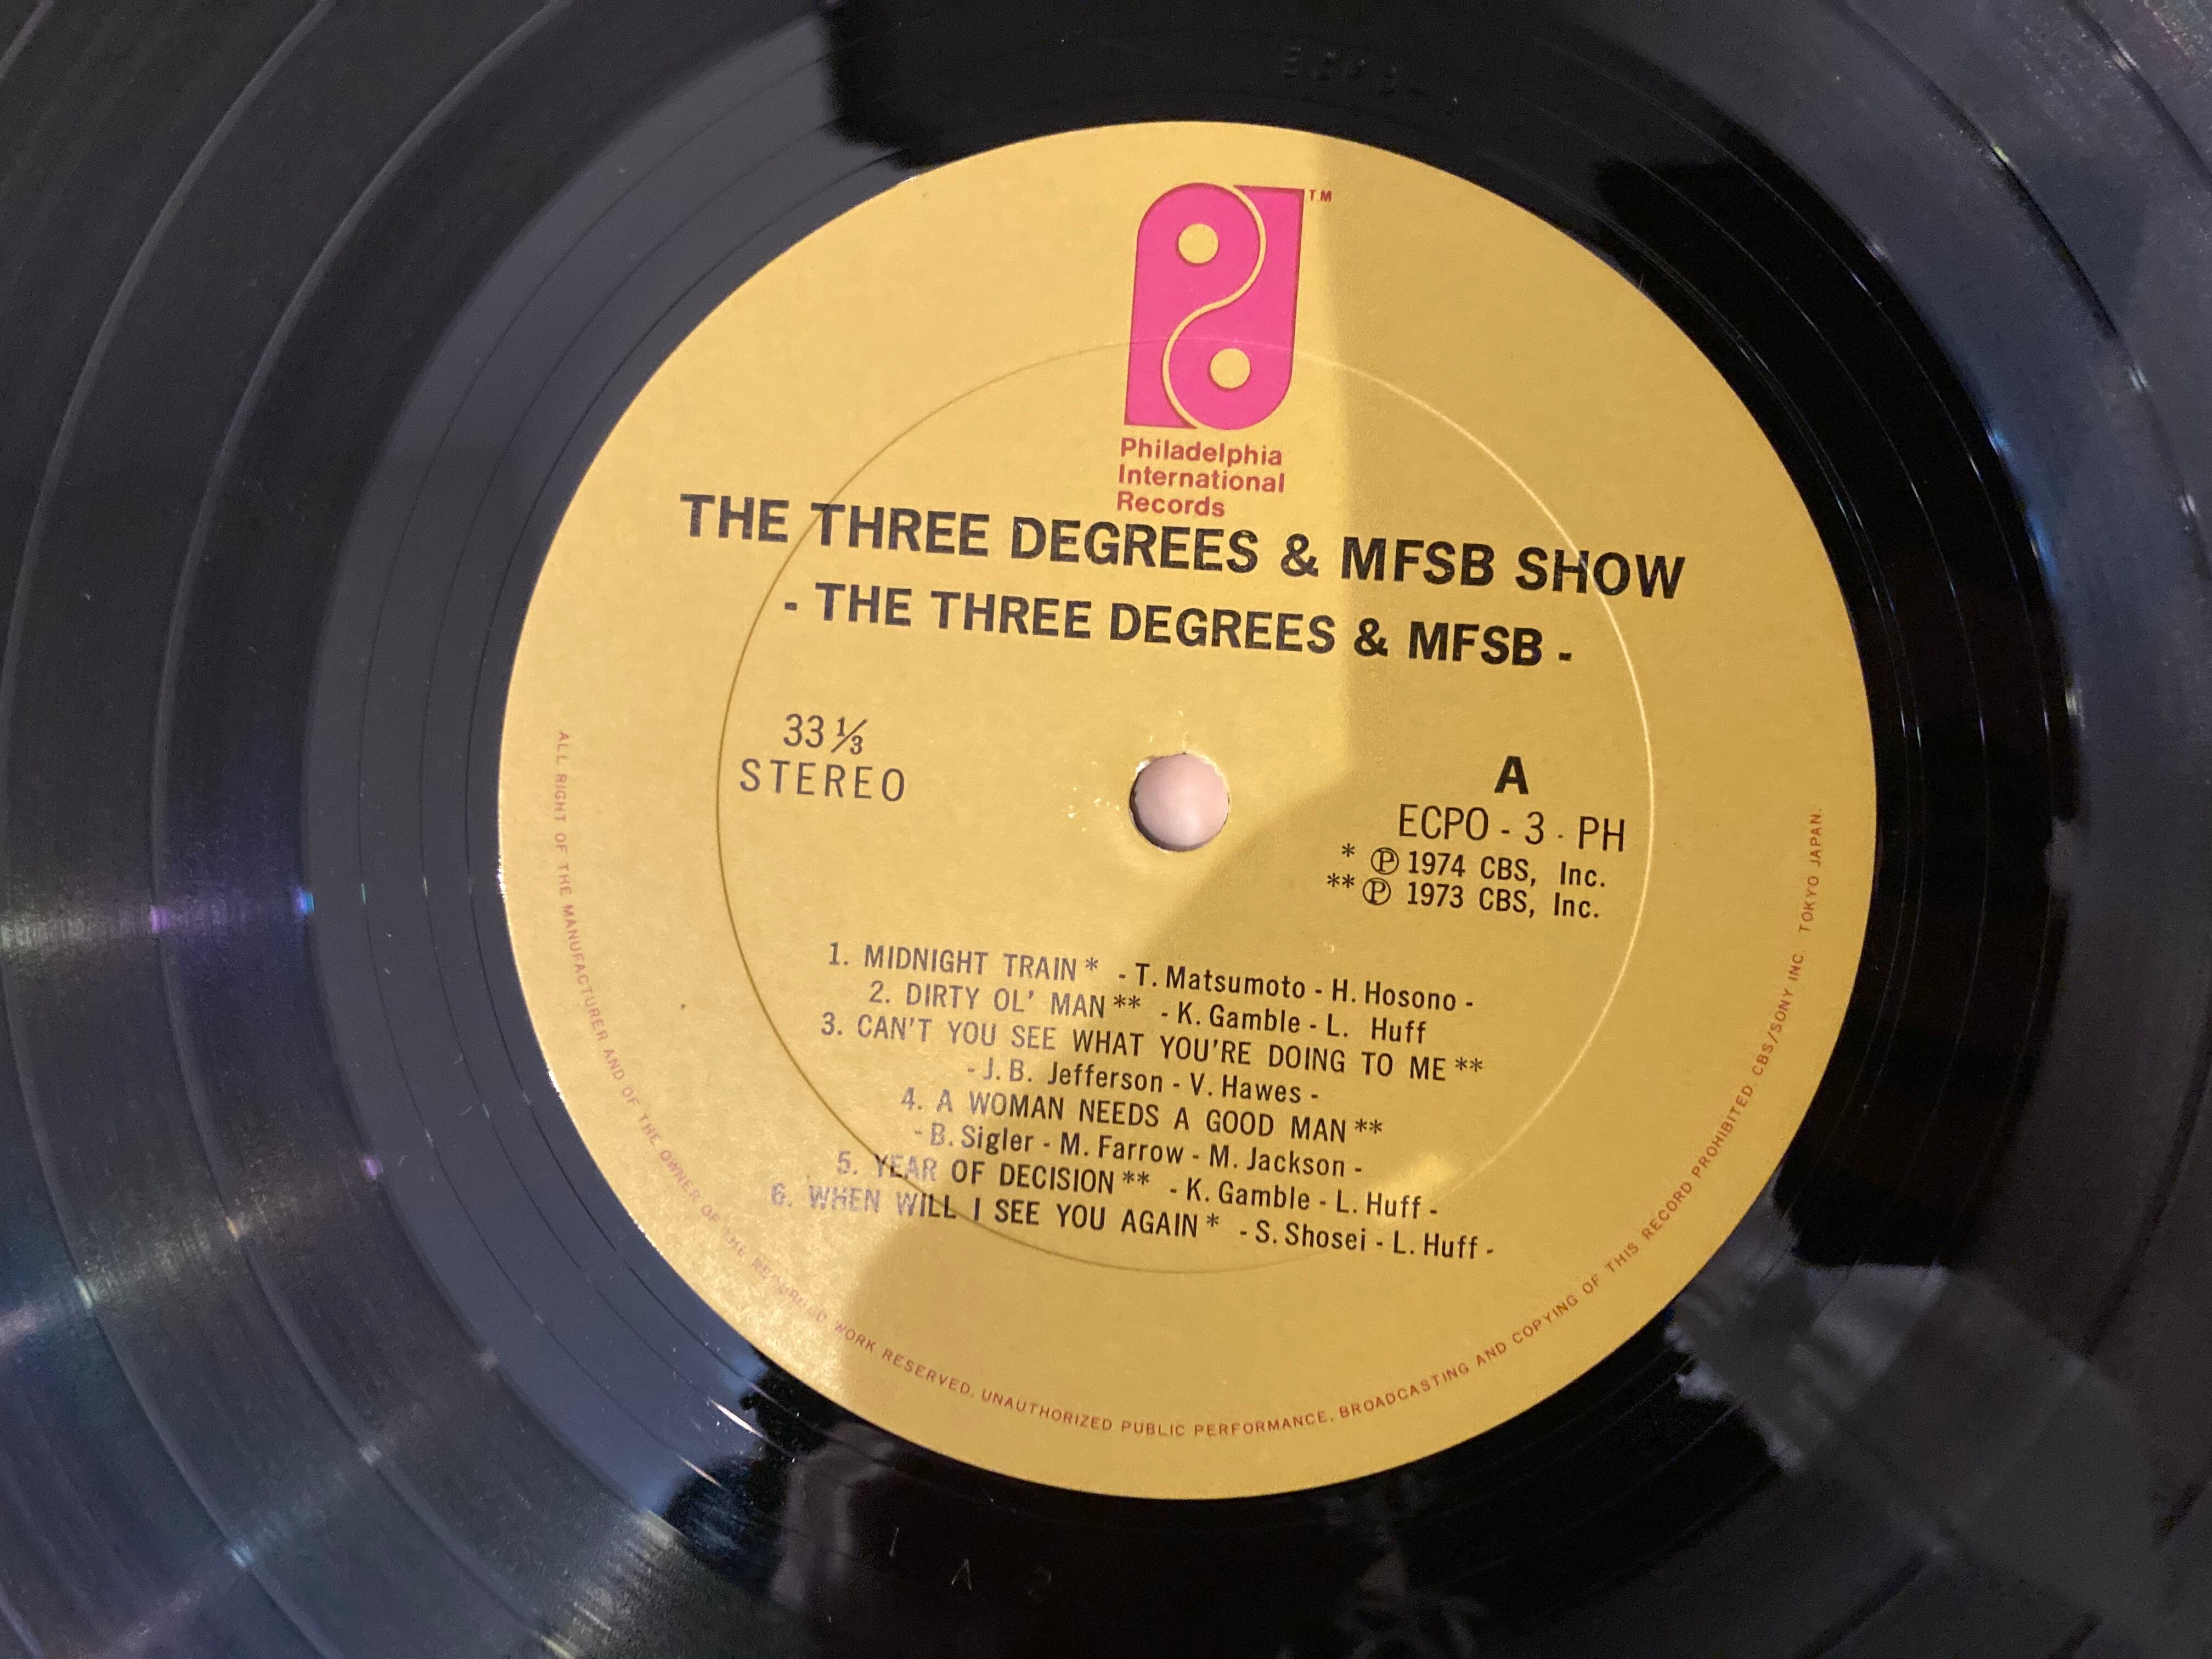 TM
Philadelphia
International
Records
THE THREE DEGREES & MFSB SHOW
- THE THREE DEGREES & MFSB -
33 1/3
STEREO
A
ECPO - 3 - PH
* Ⓟ 1974 CBS, Inc.
** Ⓟ 1973 CBS, Inc.
1. MIDNIGHT TRAIN * - T. Matsumoto - H. Hosono -
2. DIRTY OL' MAN ** - K. Gamble - L. Huff
3. CAN'T YOU SEE WHAT YOU'RE DOING TO ME **
- J. B. Jefferson - V. Hawes -
4. A WOMAN NEEDS A GOOD MAN **
- B. Sigler - M. Farrow - M. Jackson -
5. YEAR OF DECISION ** - K. Gamble - L. Huff -
6. WHEN WILL I SEE YOU AGAIN * - S. Shosei - L. Huff -
ALL RIGHT OF THE MANUFACTURER AND OF THE OWNER OF THE RECORDED WORK RESERVED, UNAUTHORIZED PUBLIC PERFORMANCE, BROADCASTING AND COPYING OF THIS RECORD PROHIBITED. CBS/SONY INC. TOKYO JAPAN.